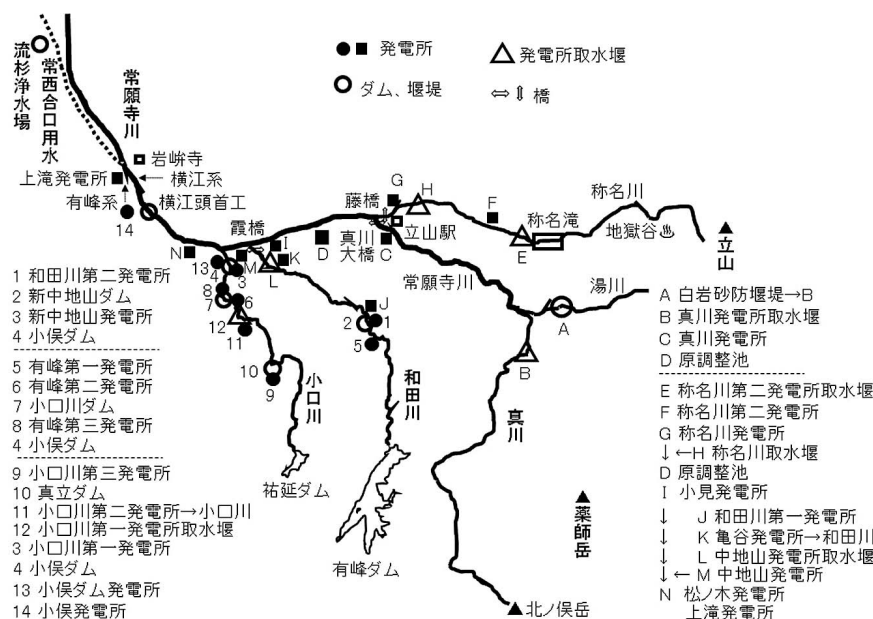 流杉浄水場
常西合口用水
常願寺川
●■ 発電所
△ 発電所取水堰
○ ダム、堰堤
⇔⇕ 橋
岩峅寺
上滝発電所
横江系
有峰系
横江頭首工
14
霞橋
藤橋
G
H
F
称名滝
称名川
地獄谷♨
▲立山
立山駅
真川大橋
N
I
D
C
E
13
4
3
M
K
L
常願寺川
湯川
8
7
6
12
11
J
2
1
5
A
B
10
9
小口川
和田川
真川
祐延ダム
有峰ダム
▲薬師岳
▲北ノ俣岳
1 和田川第二発電所
2 新中地山ダム
3 新中地山発電所
4 小俣ダム
5 有峰第一発電所
6 有峰第二発電所
7 小口川ダム
8 有峰第三発電所
4 小俣ダム
9 小口川第三発電所
10 真立ダム
11 小口川第二発電所→小口川
12 小口川第一発電所取水堰
3 小口川第一発電所
4 小俣ダム
13 小俣ダム発電所
14 小俣発電所
A 白岩砂防堰堤→B
B 真川発電所取水堰
C 真川発電所
D 原調整池
E 称名川第二発電所取水堰
F 称名川第二発電所
G 称名川発電所
↓←H 称名川取水堰
D 原調整池
I 小見発電所
↓ J 和田川第一発電所
↓ K 亀谷発電所→和田川
↓ L 中地山発電所取水堰
↓← M 中地山発電所
N 松ノ木発電所
上滝発電所